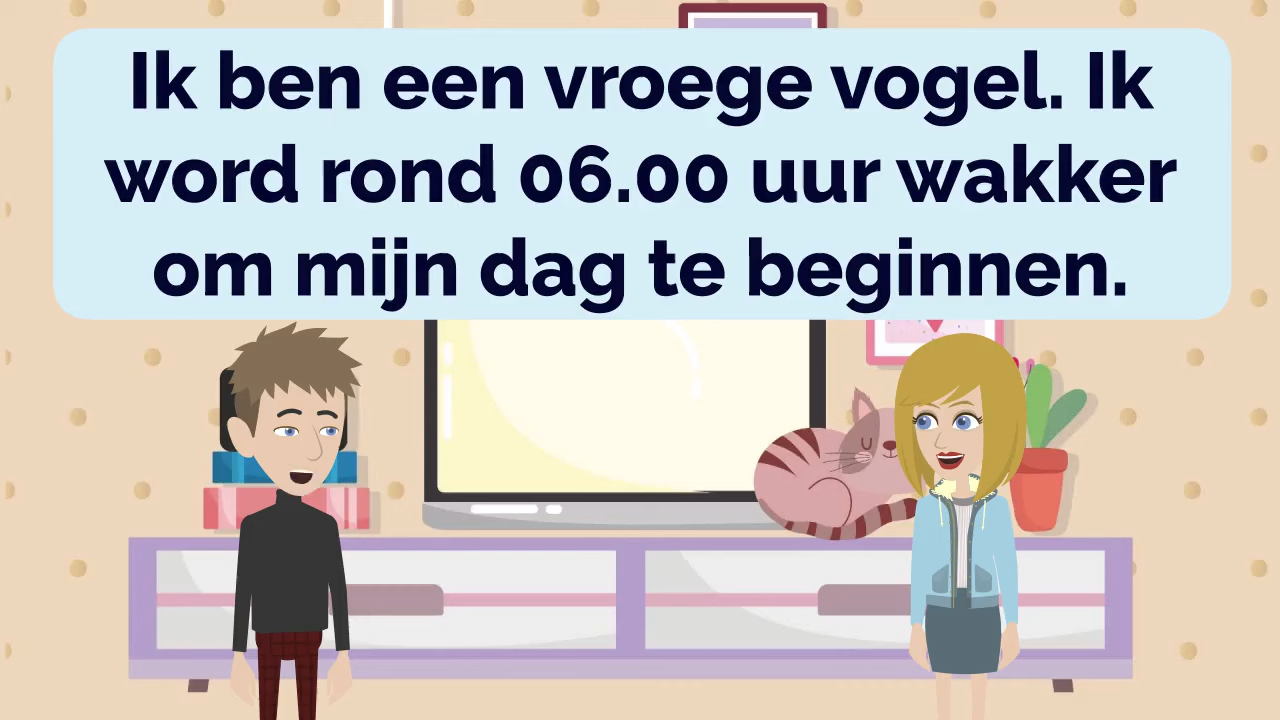 Ik ben een vroege vogel. Ik
word rond 06.00 uur wakker
om mijn dag te beginnen.